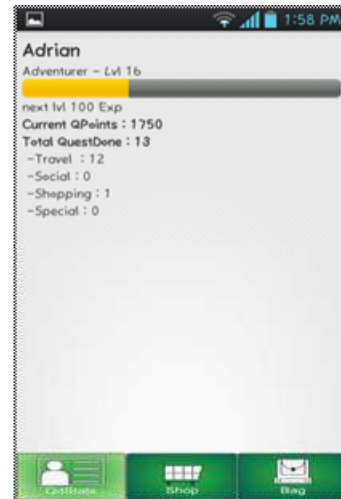 1:58 PM
Adrian
Adventurer - Lvl 16
next lvl 100 Exp
Current QPoints : 1750
Total QuestDone : 13
-Travel : 12
-Social : 0
-Shopping : 1
-Special : 0
Shop
Bag